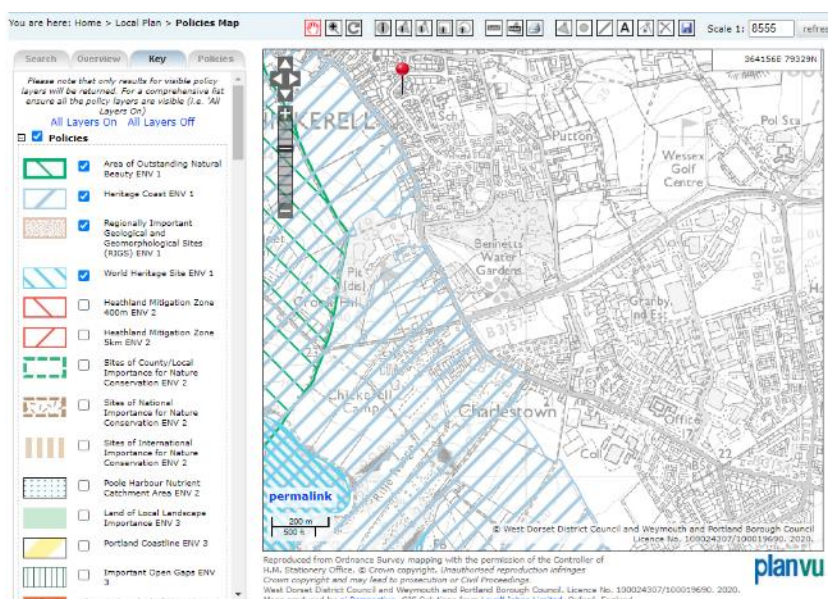 You are here: Home > Local Plan > Policies Map
A
Scale 1: 8555 refres
Search Overview Key Policies
Please note that only results for visible policy
layers will be returned. For a comprehensive list
ensure all the policy layers are visible (i.e. 'All
Layers On)
All Layers On All Layers Off
Policies
Area of Outstanding Natural
Beauty ENV 1
Heritage Coast ENV 1
Regionally Important
Geological and
Geomorphological Sites
(RIGS) ENV 1
World Heritage Site ENV 1
Heathland Mitigation Zone
400m ENV 2
Heathland Mitigation Zone
5km ENV 2
Sites of County/Local
Importance for Nature
Conservation ENV 2
Sites of National
Importance for Nature
Conservation ENV 2
Sites of International
Importance for Nature
Conservation ENV 2
Poole Harbour Nutrient
Catchment Area ENV 2
Land of Local Landscape
Importance ENV 3
Portland Coastline ENV 3
Important Open Gaps ENV
3
364156E 79329N
CKERELL
Sch
Putton
Pol Sta
Wessex
Golf
Centre
Bennetts
Water
Gardens
Pit
(dis)
Crook Hill
B3157
Granby
Ind Est
23
Chickerell
Camp
Charlestown
Office
Coll
22
permalink
200 m
500 ft
© West Dorset District Council and Weymouth and Portland Borough Council
Licence No. 100024307/100019690. 2020.
Reproduced from Ordnance Survey mapping with the permission of the Controller of
H.M. Stationery Office. © Crown copyright. Unauthorised reproduction infringes
Crown copyright and may lead to prosecution or Civil Proceedings.
West Dorset District Council and Weymouth and Portland Borough Council. Licence No. 100024307/100019690. 2020.
planvu